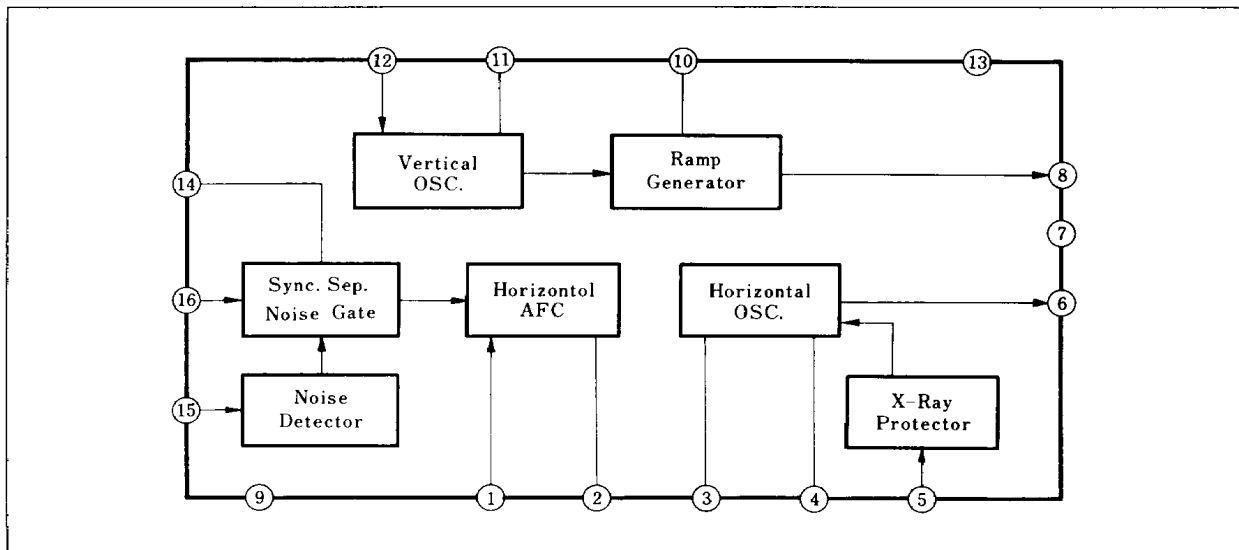 12 11 10 13
Vertical
OSC.
Ramp
Generator
14
8
7
Sync. Sep.
Noise Gate
Horizontol
AFC
Horizontal
OSC.
16
6
Noise
Detector
X-Ray
Protector
15
9 1 2 3 4 5